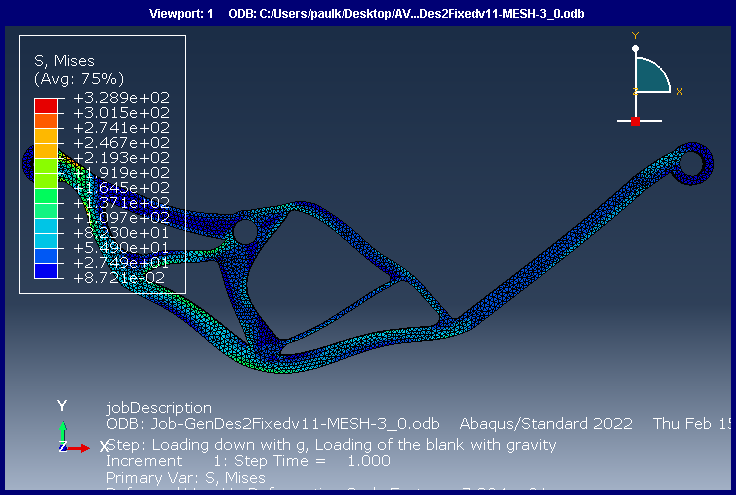 Viewport: 1 ODB: C:/Users/paulk/Desktop/AV...Des2Fixedv11-MESH-3_0.odb
S, Mises
(Avg: 75%)
+3.289e+02
+3.015e+02
+2.741e+02
+2.467e+02
+2.193e+02
+1.919e+02
+1.645e+02
+1.371e+02
+1.097e+02
+8.230e+01
+5.490e+01
+2.749e+01
+8.721e-02
Y
Z X
Y
Z X
jobDescription
ODB: Job-GenDes2Fixedv11-MESH-3_0.odb Abaqus/Standard 2022 Thu Feb 15
Step: Loading down with g, Loading of the blank with gravity
Increment 1: Step Time = 1.000
Primary Var: S, Mises